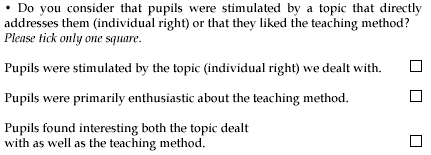 • Do you consider that pupils were stimulated by a topic that directly
addresses them (individual right) or that they liked the teaching method?
Please tick only one square.
Pupils were stimulated by the topic (individual right) we dealt with.
Pupils were primarily enthusiastic about the teaching method.
Pupils found interesting both the topic dealt
with as well as the teaching method.